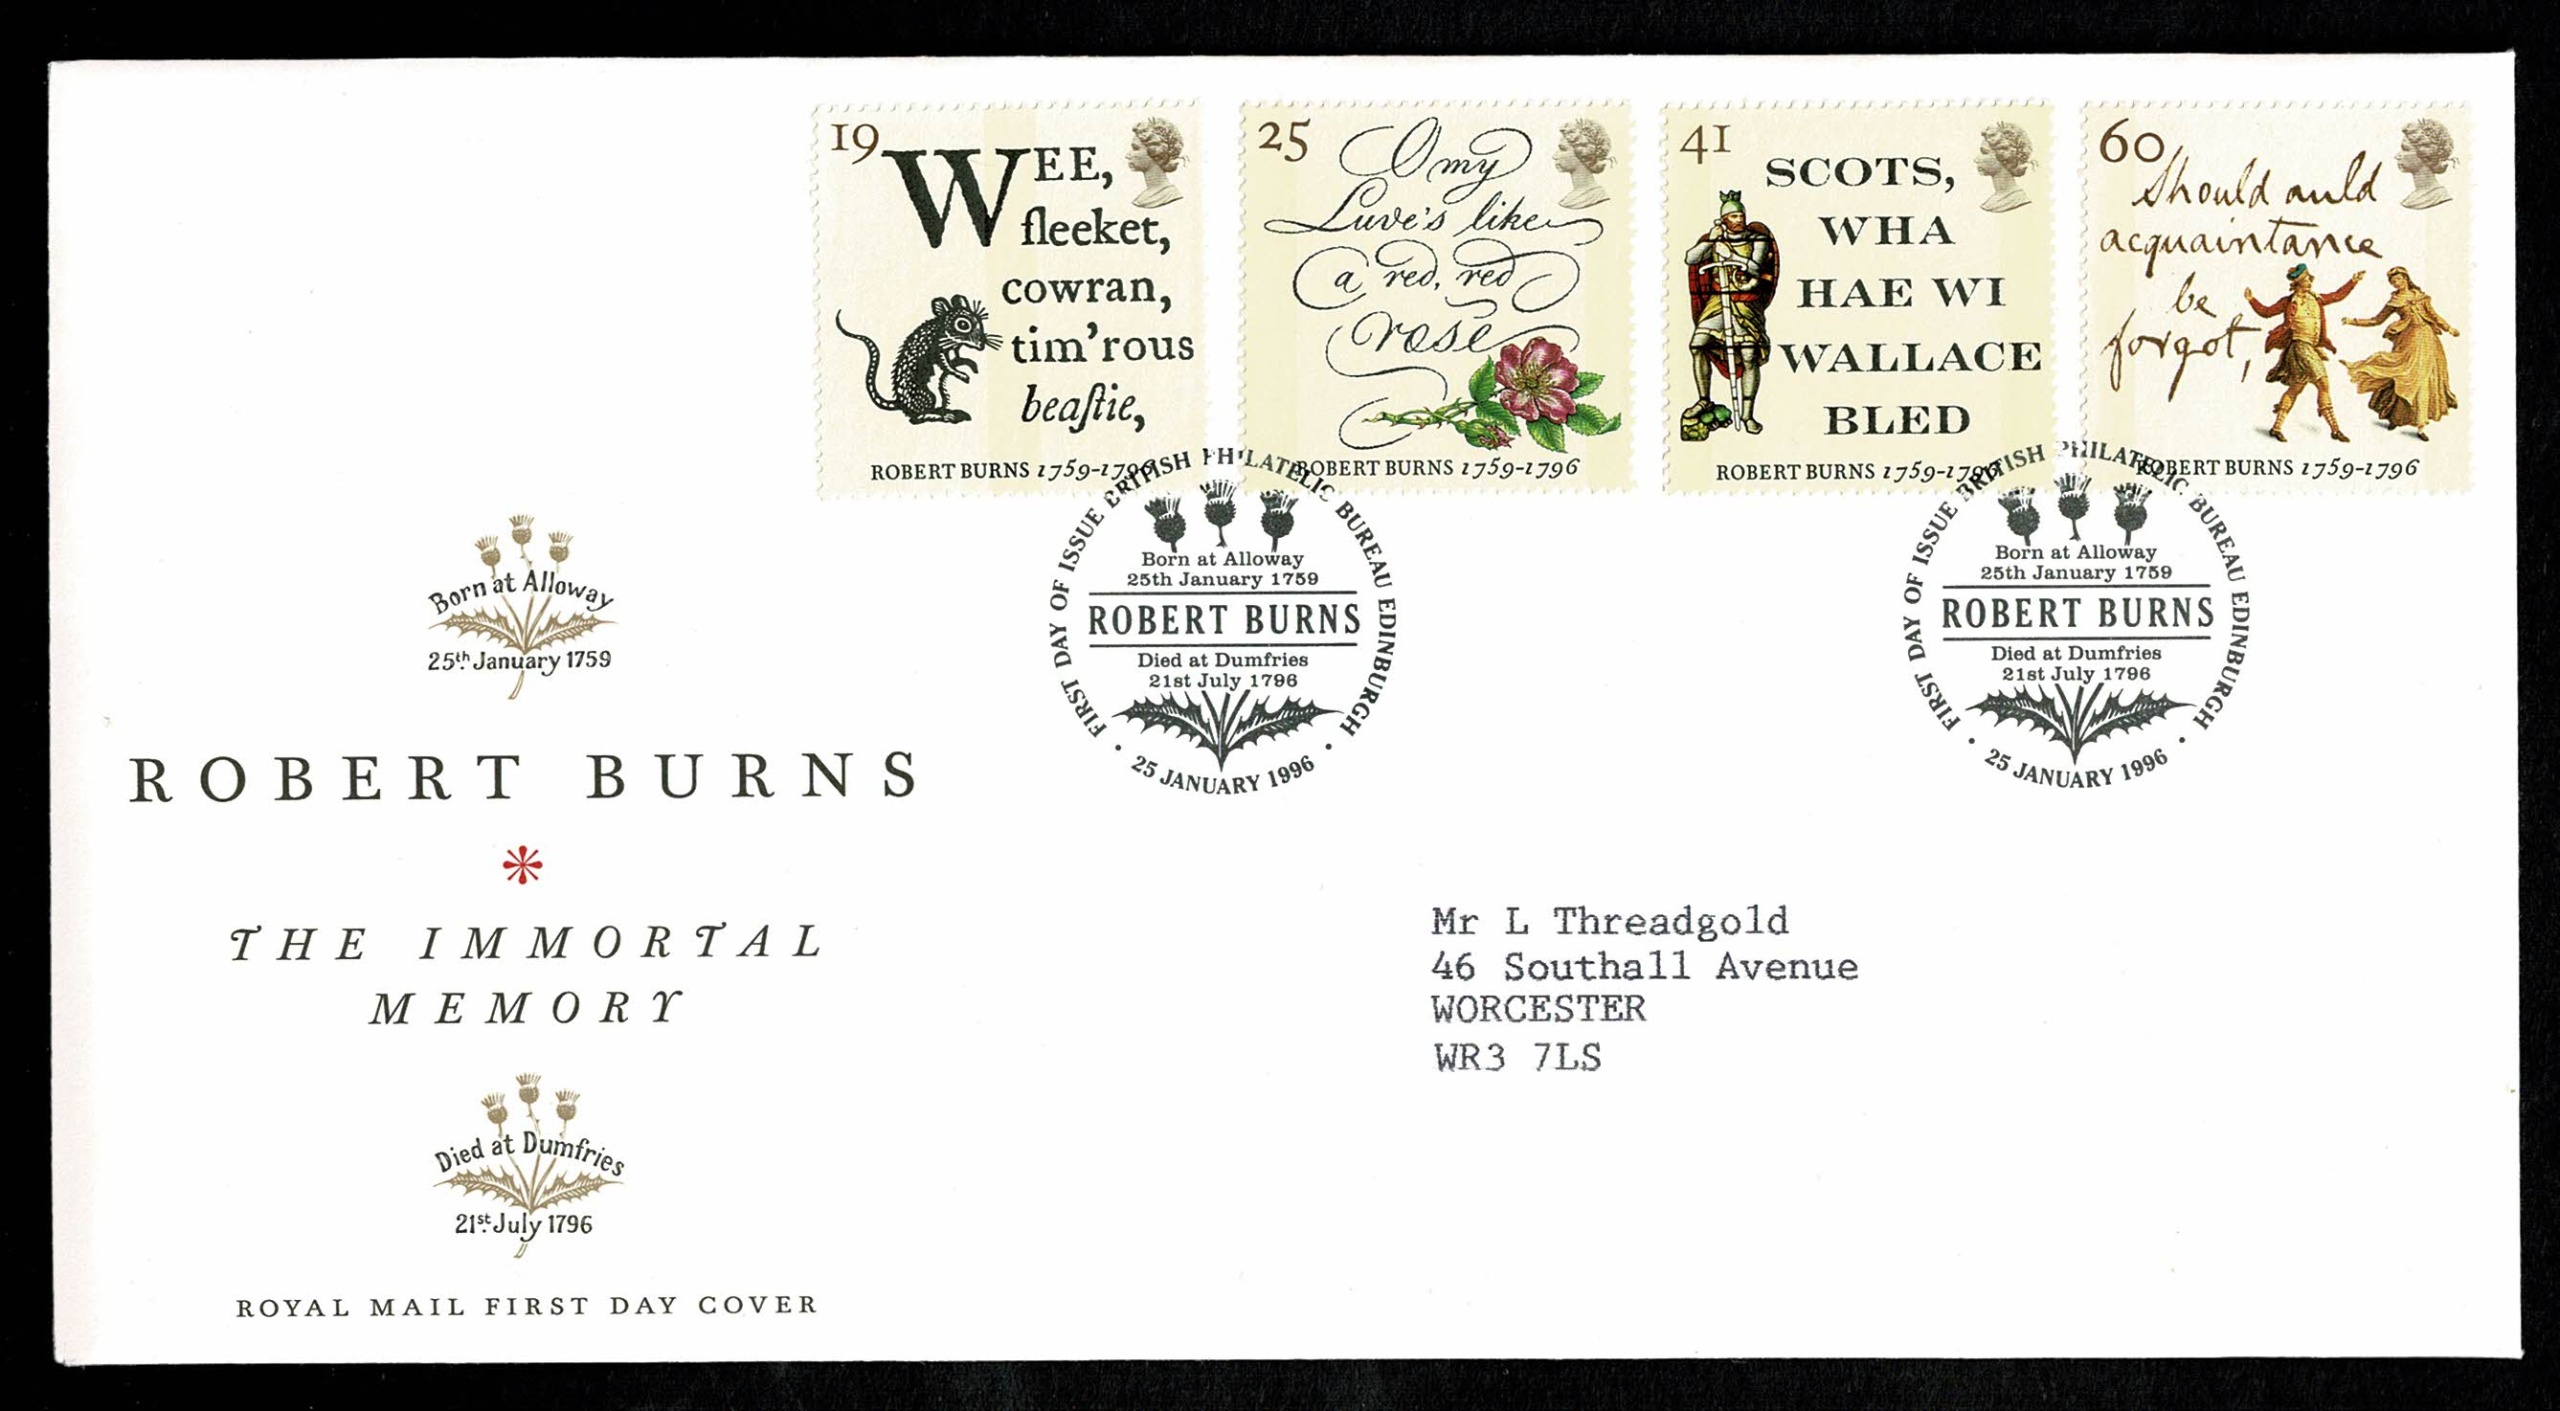 19
WEE,
fleeket,
cowran,
tim'rous
beaſtie,
ROBERT BURNS 1759-1796
25
O my
Luve's like
a red, red
rose
ROBERT BURNS 1759-1796
41
SCOTS,
WHA
HAE WI
WALLACE
BLED
ROBERT BURNS 1759-1796
60
Should auld
acquaintance
be
forgot,
ROBERT BURNS 1759-1796
FIRST DAY OF ISSUE BRITISH PHILATELIC BUREAU EDINBURGH
Born at Alloway
25th January 1759
ROBERT BURNS
Died at Dumfries
21st July 1796
• 25 JANUARY 1996 •
FIRST DAY OF ISSUE BRITISH PHILATELIC BUREAU EDINBURGH
Born at Alloway
25th January 1759
ROBERT BURNS
Died at Dumfries
21st July 1796
• 25 JANUARY 1996 •
Born at Alloway
25th January 1759
ROBERT BURNS
THE IMMORTAL
MEMORY
Died at Dumfries
21st July 1796
ROYAL MAIL FIRST DAY COVER
Mr L Threadgold
46 Southall Avenue
WORCESTER
WR3 7LS